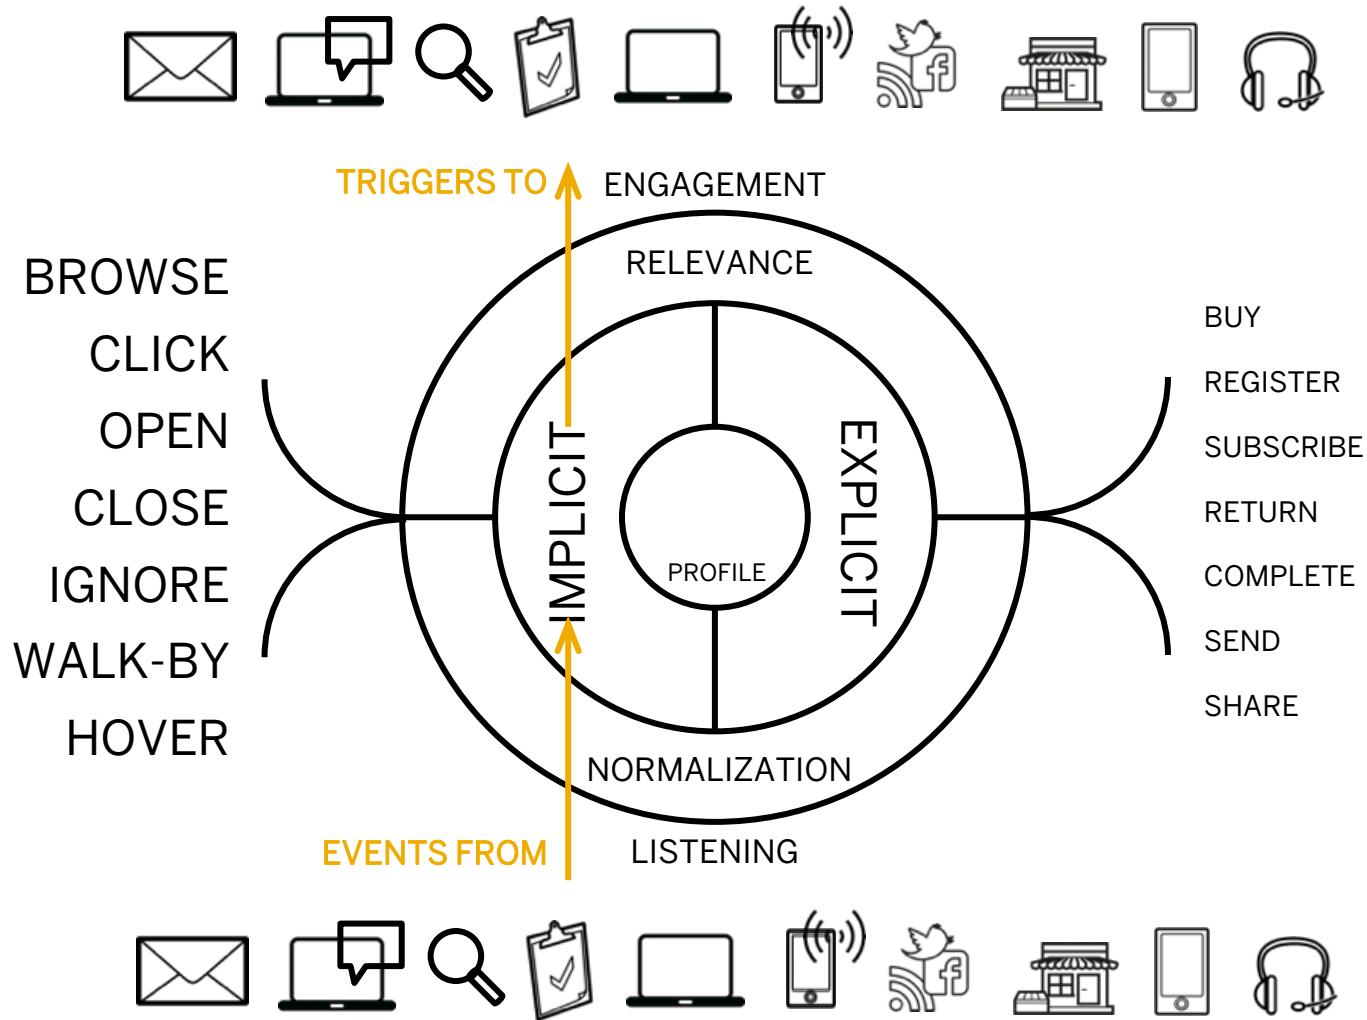 TRIGGERS TO
ENGAGEMENT
RELEVANCE
BROWSE
CLICK
OPEN
CLOSE
IGNORE
WALK-BY
HOVER
IMPLICIT
PROFILE
EXPLICIT
BUY
REGISTER
SUBSCRIBE
RETURN
COMPLETE
SEND
SHARE
NORMALIZATION
EVENTS FROM
LISTENING